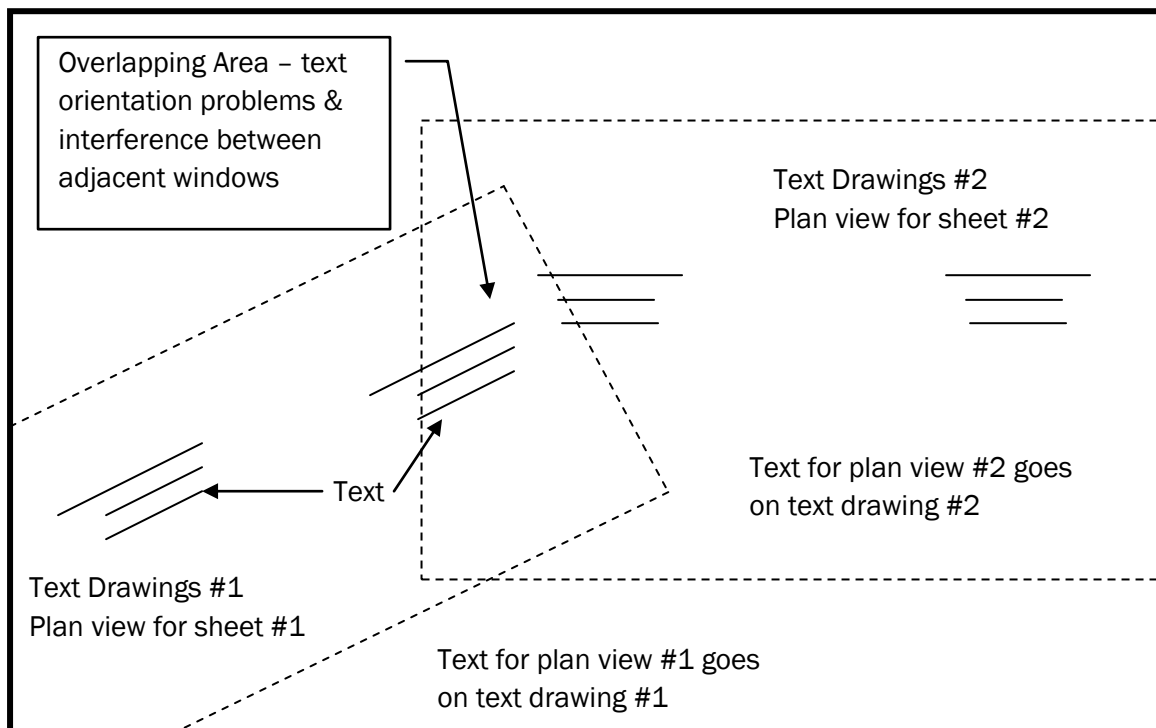 Overlapping Area – text
orientation problems &
interference between
adjacent windows
Text Drawings #2
Plan view for sheet #2
Text for plan view #2 goes
on text drawing #2
Text
Text Drawings #1
Plan view for sheet #1
Text for plan view #1 goes
on text drawing #1